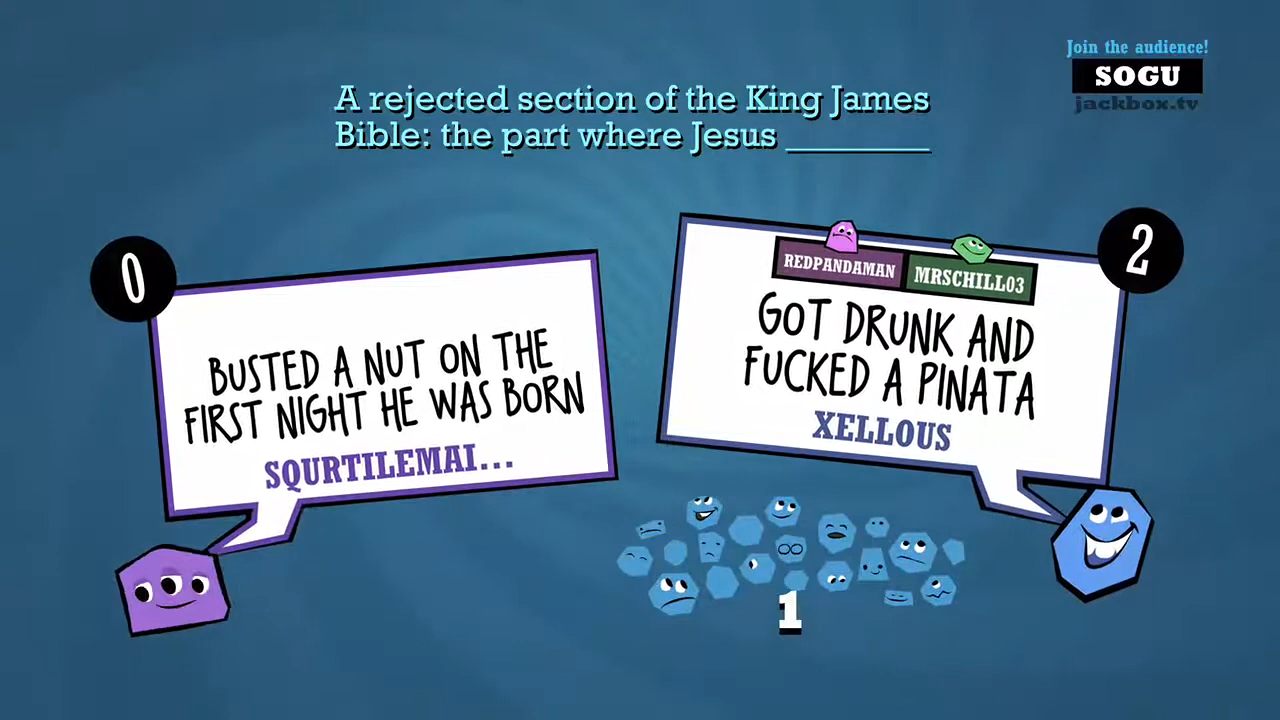 Join the audience!
SOGU
jackbox.tv
A rejected section of the King James
Bible: the part where Jesus ________
0
BUSTED A NUT ON THE
FIRST NIGHT HE WAS BORN
SQURTILEMAI...
2
REDPANDAMAN
MRSCHILL03
GOT DRUNK AND
FUCKED A PINATA
XELLOUS
1